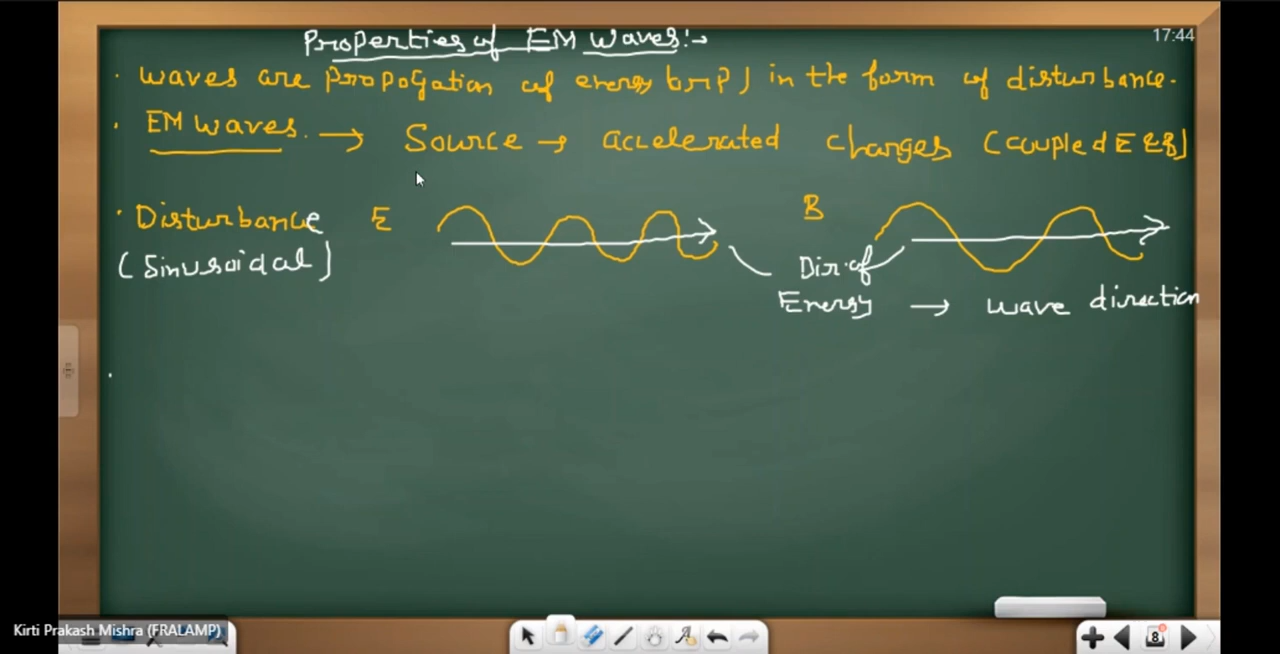 Properties of EM waves:→
17:44
· waves are propogation of energy & m(P) in the form of disturbance.
· EM waves. → Source → accelerated charges (coupled E & B)
· Disturbance E B
(Sinusoidal) Dir. of
Energy → wave direction
Kirti Prakash Mishra (FRALAMP)
8